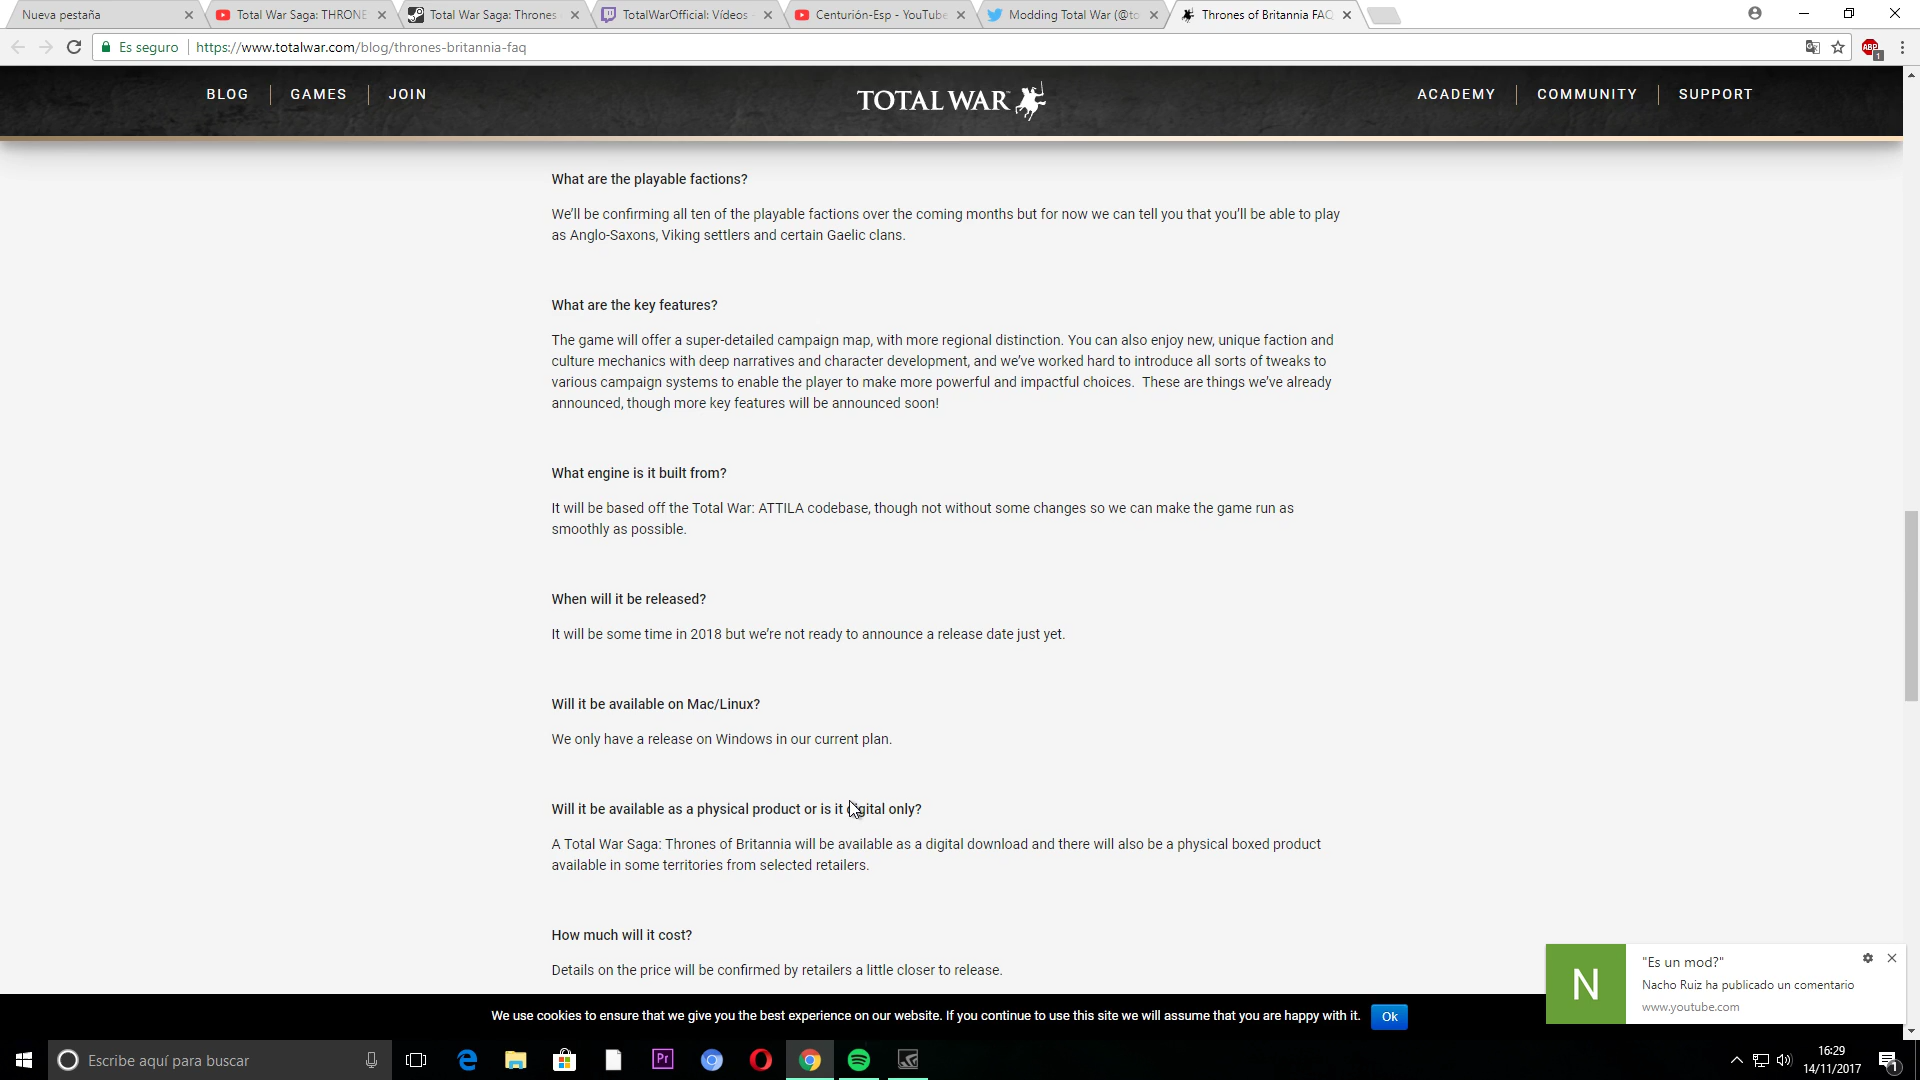 Nueva pestaña
Total War Saga: THRONE
Total War Saga: Thrones
TotalWarOfficial: Vídeos
Centurión-Esp - YouTube
Modding Total War (@to
Thrones of Britannia FAQ
Es seguro
https://www.totalwar.com/blog/thrones-britannia-faq
ABP
1
BLOG
GAMES
JOIN
TOTAL WAR
ACADEMY
COMMUNITY
SUPPORT
What are the playable factions?
We'll be confirming all ten of the playable factions over the coming months but for now we can tell you that you'll be able to play
as Anglo-Saxons, Viking settlers and certain Gaelic clans.
What are the key features?
The game will offer a super-detailed campaign map, with more regional distinction. You can also enjoy new, unique faction and
culture mechanics with deep narratives and character development, and we've worked hard to introduce all sorts of tweaks to
various campaign systems to enable the player to make more powerful and impactful choices.  These are things we've already
announced, though more key features will be announced soon!
What engine is it built from?
It will be based off the Total War: ATTILA codebase, though not without some changes so we can make the game run as
smoothly as possible.
When will it be released?
It will be some time in 2018 but we're not ready to announce a release date just yet.
Will it be available on Mac/Linux?
We only have a release on Windows in our current plan.
Will it be available as a physical product or is it digital only?
A Total War Saga: Thrones of Britannia will be available as a digital download and there will also be a physical boxed product
available in some territories from selected retailers.
How much will it cost?
Details on the price will be confirmed by retailers a little closer to release.
N
"Es un mod?"
Nacho Ruiz ha publicado un comentario
www.youtube.com
We use cookies to ensure that we give you the best experience on our website. If you continue to use this site we will assume that you are happy with it.
Ok
Escribe aquí para buscar
Pr
16:29
14/11/2017
1